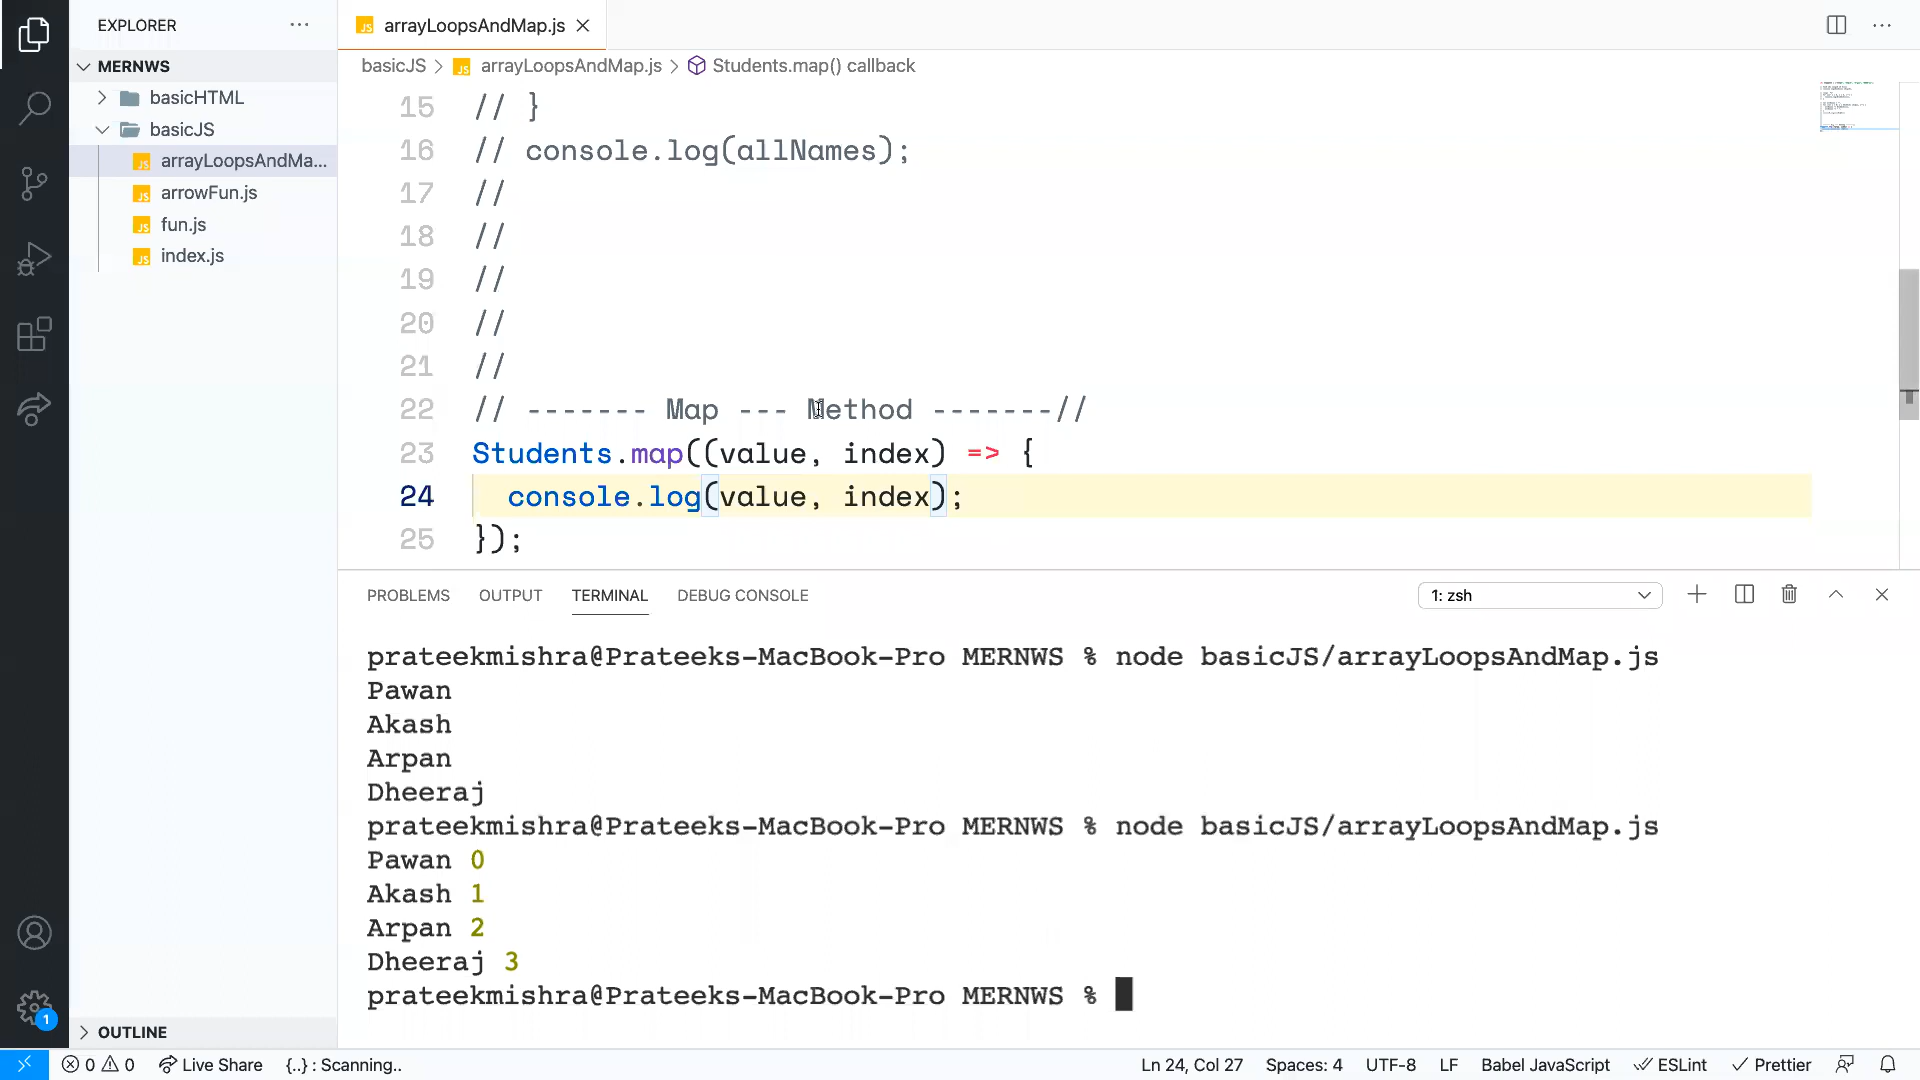 EXPLORER
MERNWS
basicHTML
basicJS
arrayLoopsAndMa...
arrowFun.js
fun.js
index.js
OUTLINE
arrayLoopsAndMap.js
basicJS > arrayLoopsAndMap.js > Students.map() callback
15 // }
16 // console.log(allNames);
17 //
18 //
19 //
20 //
21 //
22 // ------- Map --- Method -------//
23 Students.map((value, index) => {
24 console.log(value, index);
25 });
PROBLEMS OUTPUT TERMINAL DEBUG CONSOLE 1: zsh
prateekmishra@Prateeks-MacBook-Pro MERNWS % node basicJS/arrayLoopsAndMap.js
Pawan
Akash
Arpan
Dheeraj
prateekmishra@Prateeks-MacBook-Pro MERNWS % node basicJS/arrayLoopsAndMap.js
Pawan 0
Akash 1
Arpan 2
Dheeraj 3
prateekmishra@Prateeks-MacBook-Pro MERNWS %
1
0 0 Live Share {..} : Scanning.. Ln 24, Col 27 Spaces: 4 UTF-8 LF Babel JavaScript ESLint Prettier